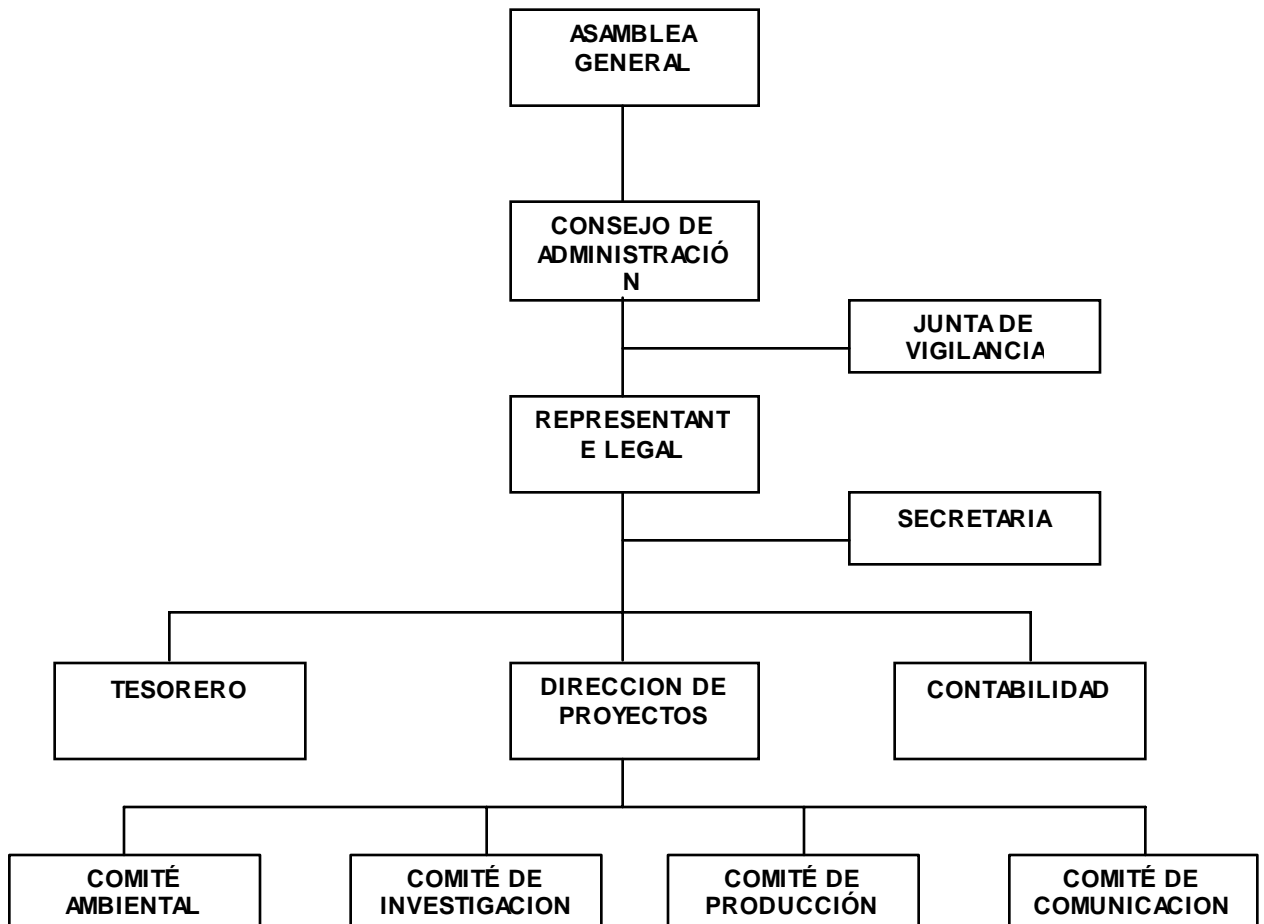 ASAMBLEA
GENERAL
CONSEJO DE
ADMINISTRACIÓ
N
JUNTA DE
VIGILANCIA
REPRESENTANT
E LEGAL
SECRETARIA
TESORERO
DIRECCION DE
PROYECTOS
CONTABILIDAD
COMITÉ
AMBIENTAL
COMITÉ DE
INVESTIGACION
COMITÉ DE
PRODUCCIÓN
COMITÉ DE
COMUNICACION